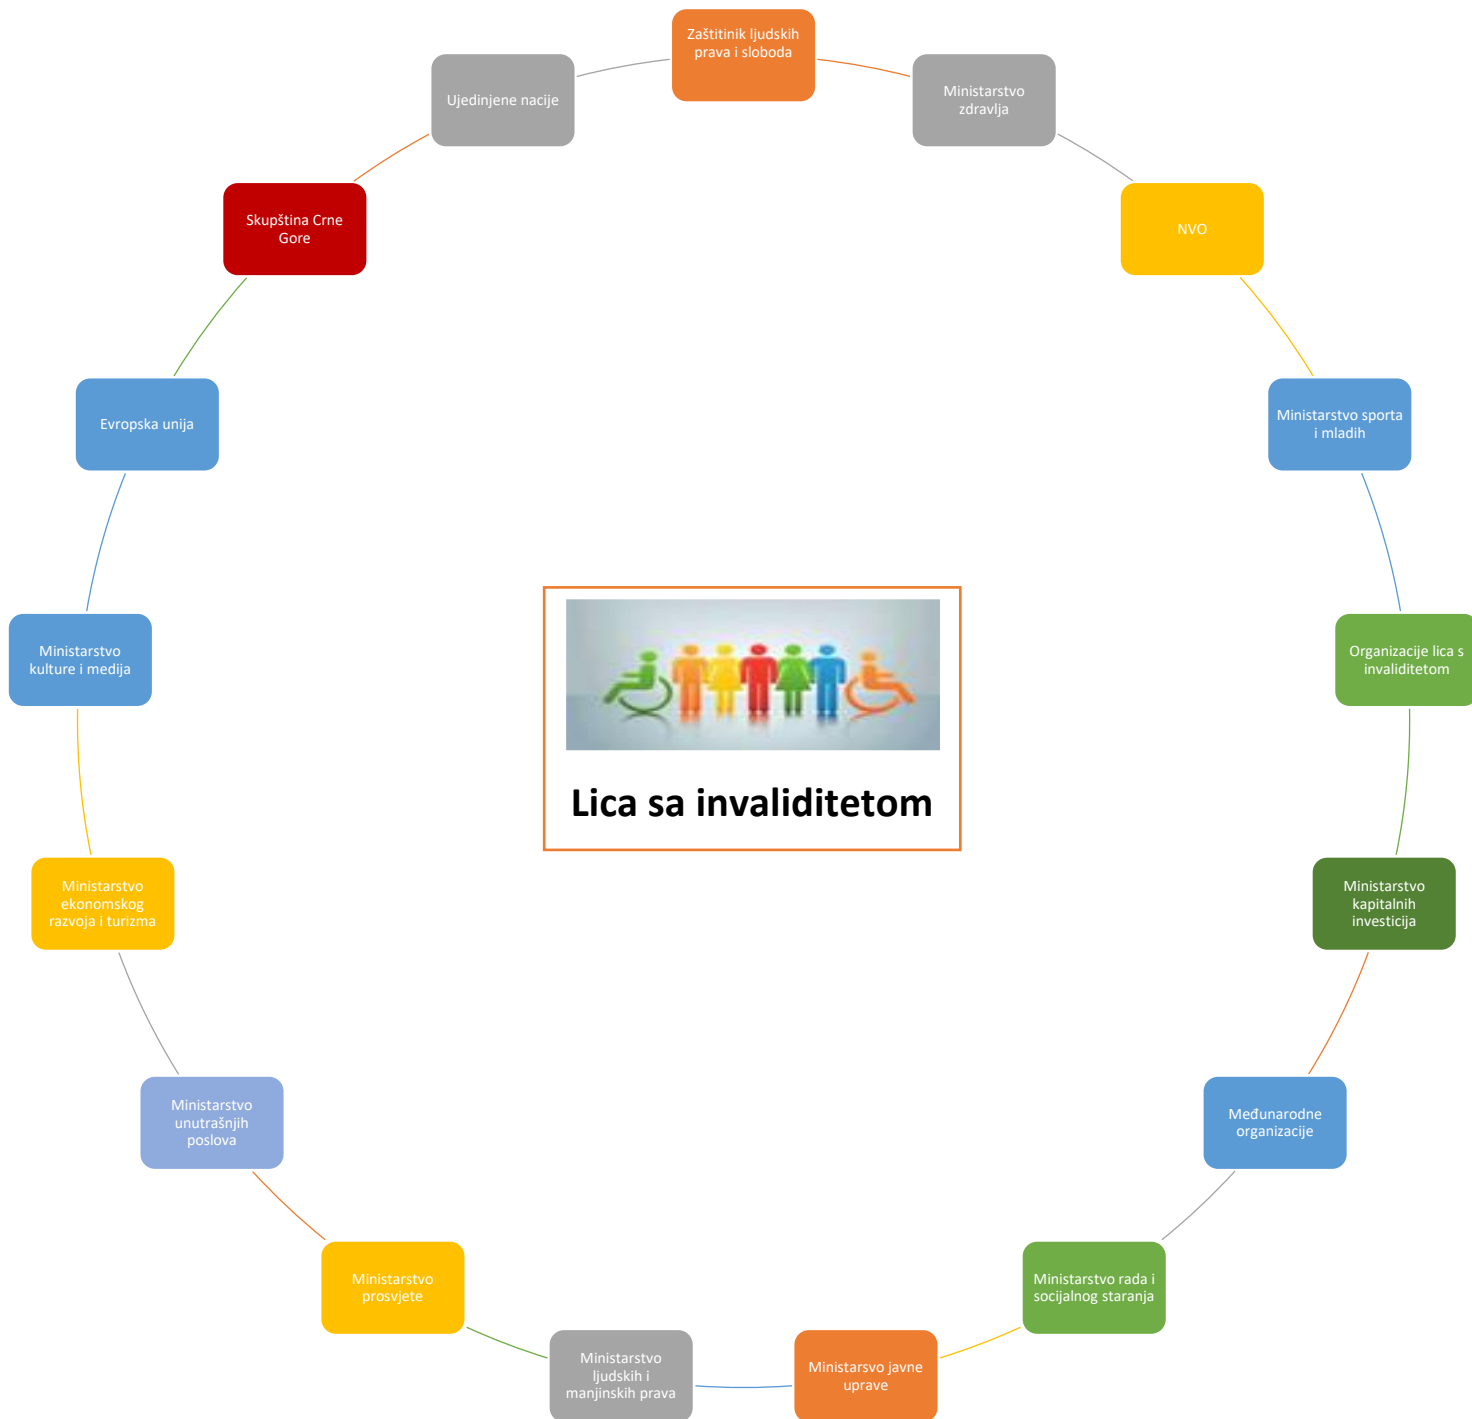 Zaštitinik ljudskih
prava i sloboda
Ministarstvo
zdravlja
NVO
Ministarstvo sporta
i mladih
Organizacije lica s
invaliditetom
Ministarstvo
kapitalnih
investicija
Međunarodne
organizacije
Ministarstvo rada i
socijalnog staranja
Ministarsvo javne
uprave
Ministarstvo
ljudskih i
manjinskih prava
Ministarstvo
prosvjete
Ministarstvo
unutrašnjih
poslova
Ministarstvo
ekonomskog
razvoja i turizma
Ministarstvo
kulture i medija
Evropska unija
Skupština Crne
Gore
Ujedinjene nacije
Lica sa invaliditetom